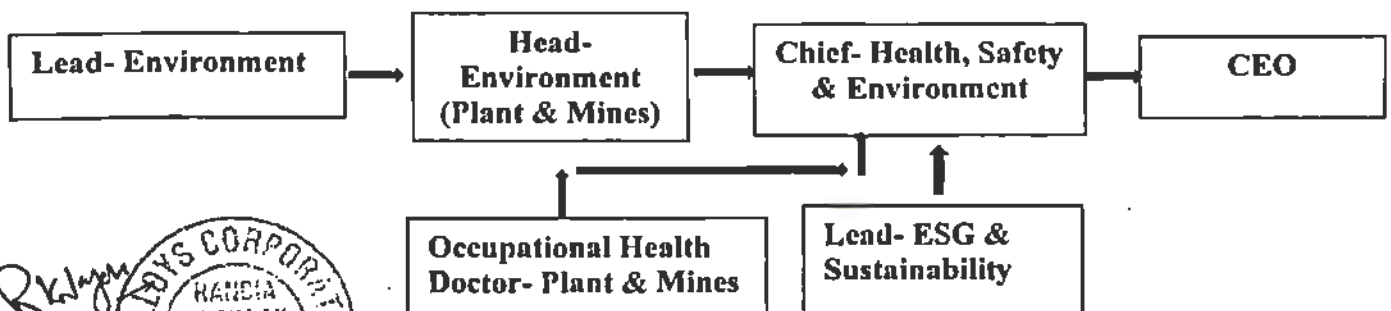 Lead- Environment
Head-
Environment
(Plant & Mines)
Chief- Health, Safety
& Environment
CEO
Occupational Health
Doctor- Plant & Mines
Lead- ESG &
Sustainability